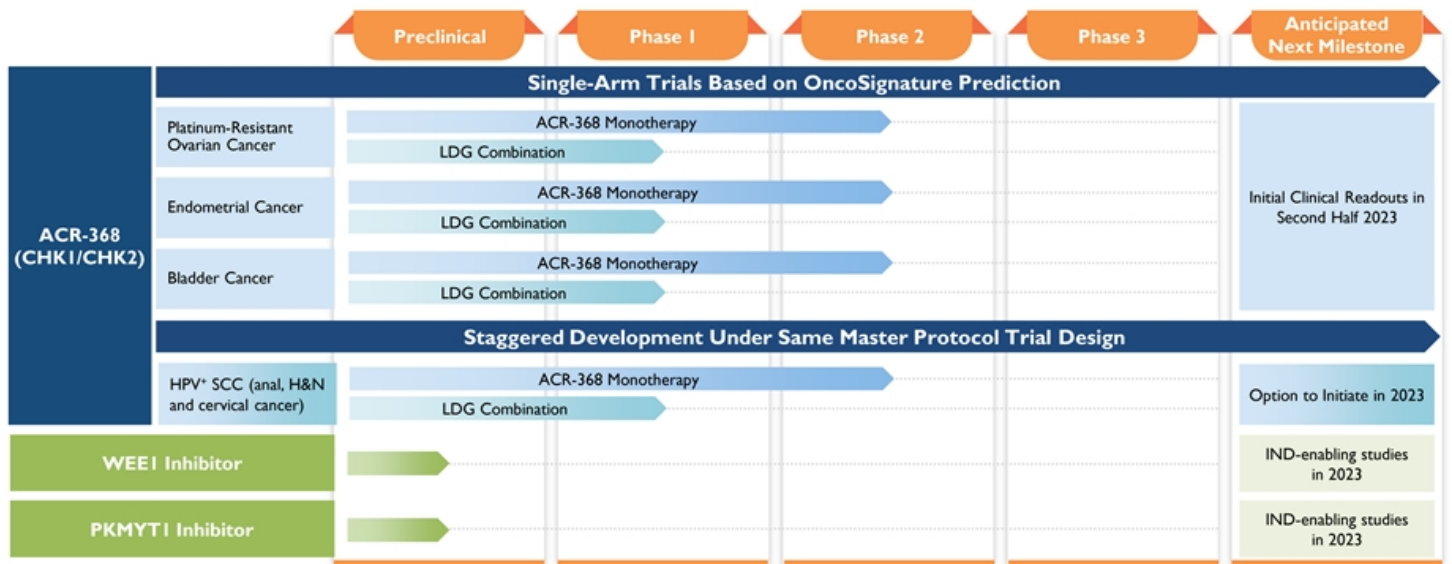 Preclinical
Phase 1
Phase 2
Phase 3
Anticipated
Next Milestone
Single-Arm Trials Based on OncoSignature Prediction
ACR-368
(CHK1/CHK2)
Platinum-Resistant
Ovarian Cancer
ACR-368 Monotherapy
LDG Combination
Endometrial Cancer
ACR-368 Monotherapy
LDG Combination
Bladder Cancer
ACR-368 Monotherapy
LDG Combination
Initial Clinical Readouts in
Second Half 2023
Staggered Development Under Same Master Protocol Trial Design
HPV⁺ SCC (anal, H&N
and cervical cancer)
ACR-368 Monotherapy
LDG Combination
Option to Initiate in 2023
WEE1 Inhibitor
IND-enabling studies
in 2023
PKMYT1 Inhibitor
IND-enabling studies
in 2023